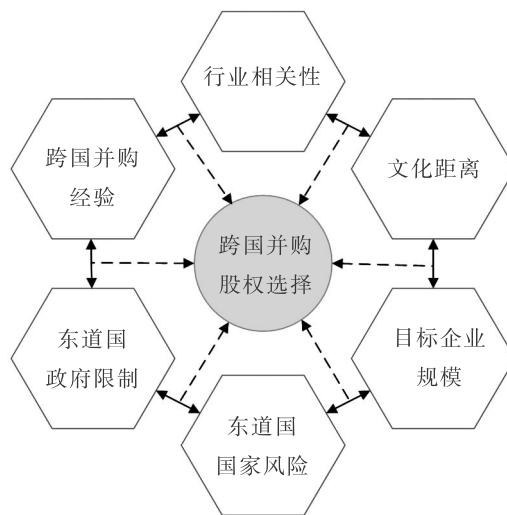 行业相关性
跨国并购
经验
文化距离
跨国并购
股权选择
东道国
政府限制
目标企业
规模
东道国
国家风险